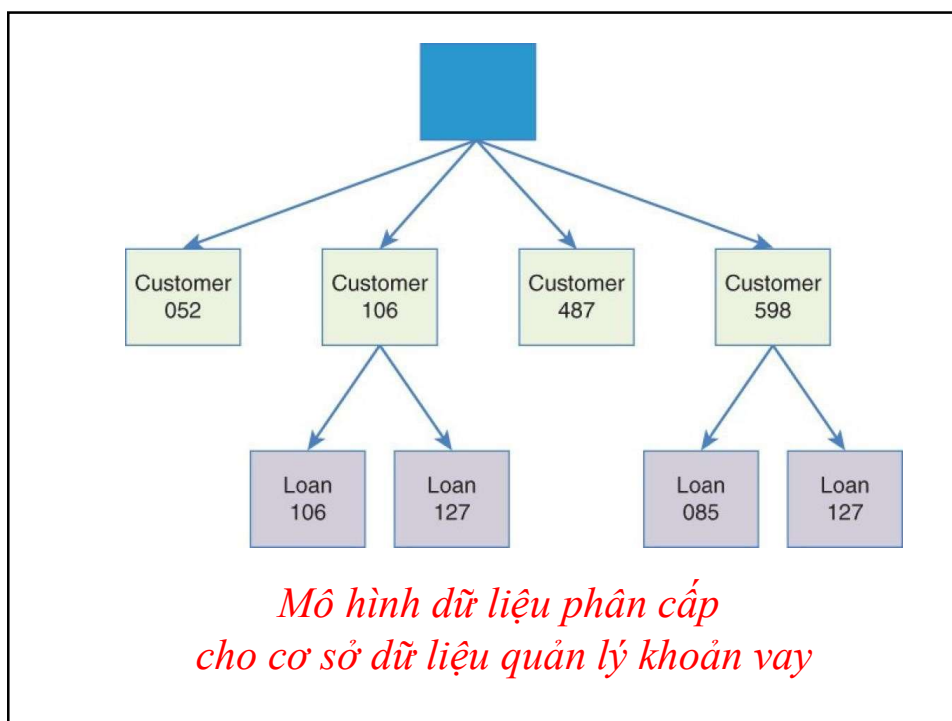 Customer
052
Customer
106
Customer
487
Customer
598
Loan
106
Loan
127
Loan
085
Loan
127
Mô hình dữ liệu phân cấp
cho cơ sở dữ liệu quản lý khoản vay